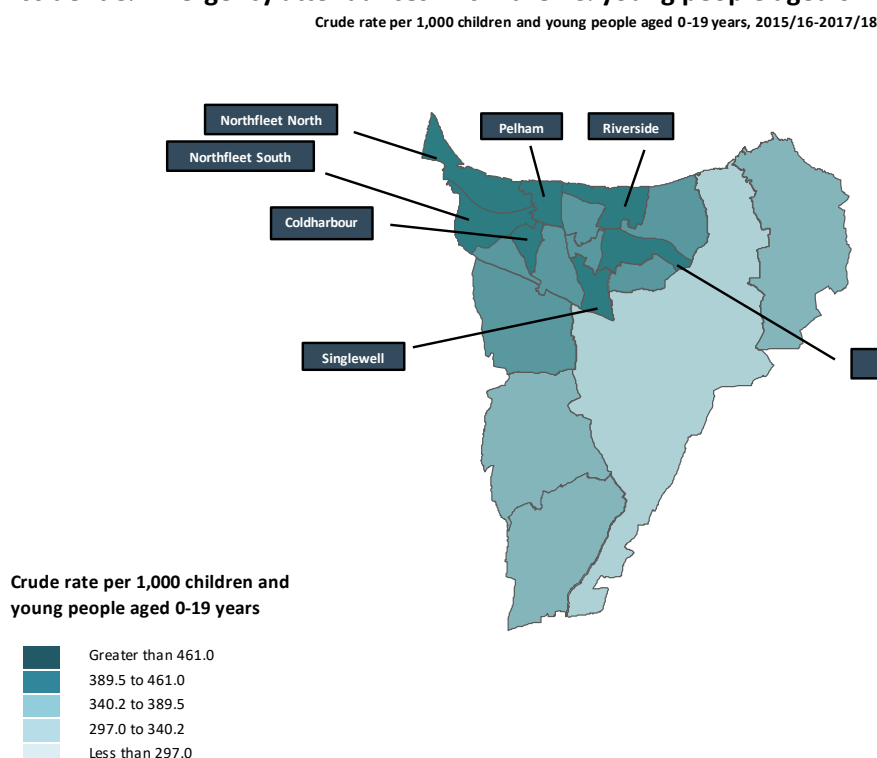 Crude rate per 1,000 children and young people aged 0-19 years, 2015/16-2017/18
Northfleet North
Pelham
Riverside
Northfleet South
Coldharbour
Singlewell
Crude rate per 1,000 children and
young people aged 0-19 years
Greater than 461.0
389.5 to 461.0
340.2 to 389.5
297.0 to 340.2
Less than 297.0